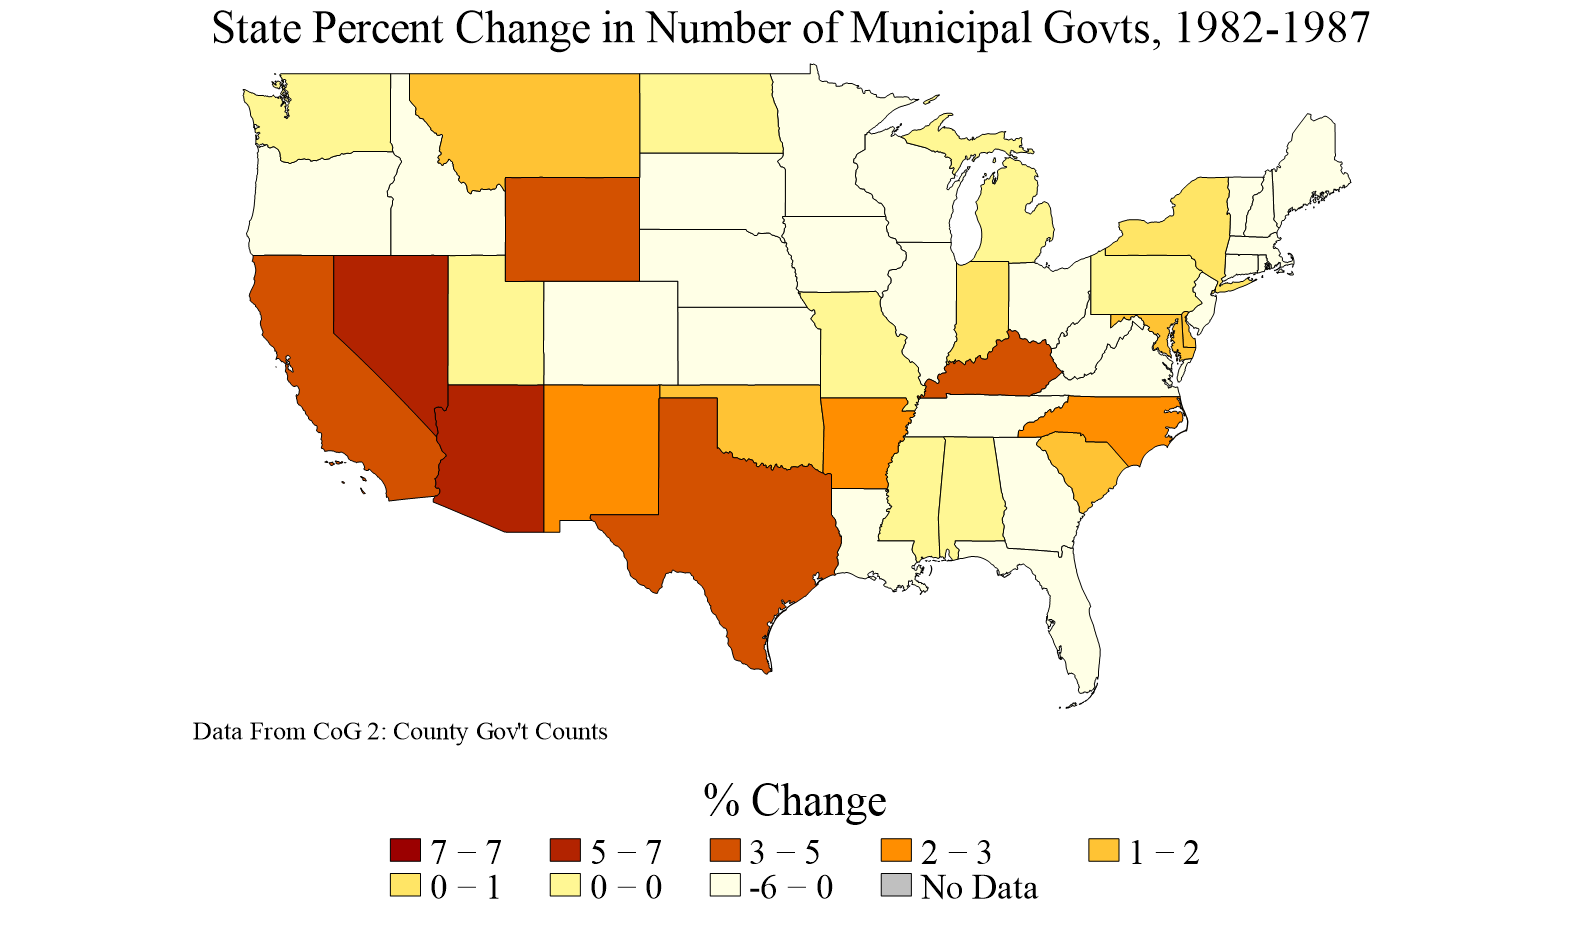 State Percent Change in Number of Municipal Govts, 1982-1987
Data From CoG 2: County Gov't Counts
% Change
7 − 7 5 − 7 3 − 5 2 − 3 1 − 2
0 − 1 0 − 0 -6 − 0 No Data